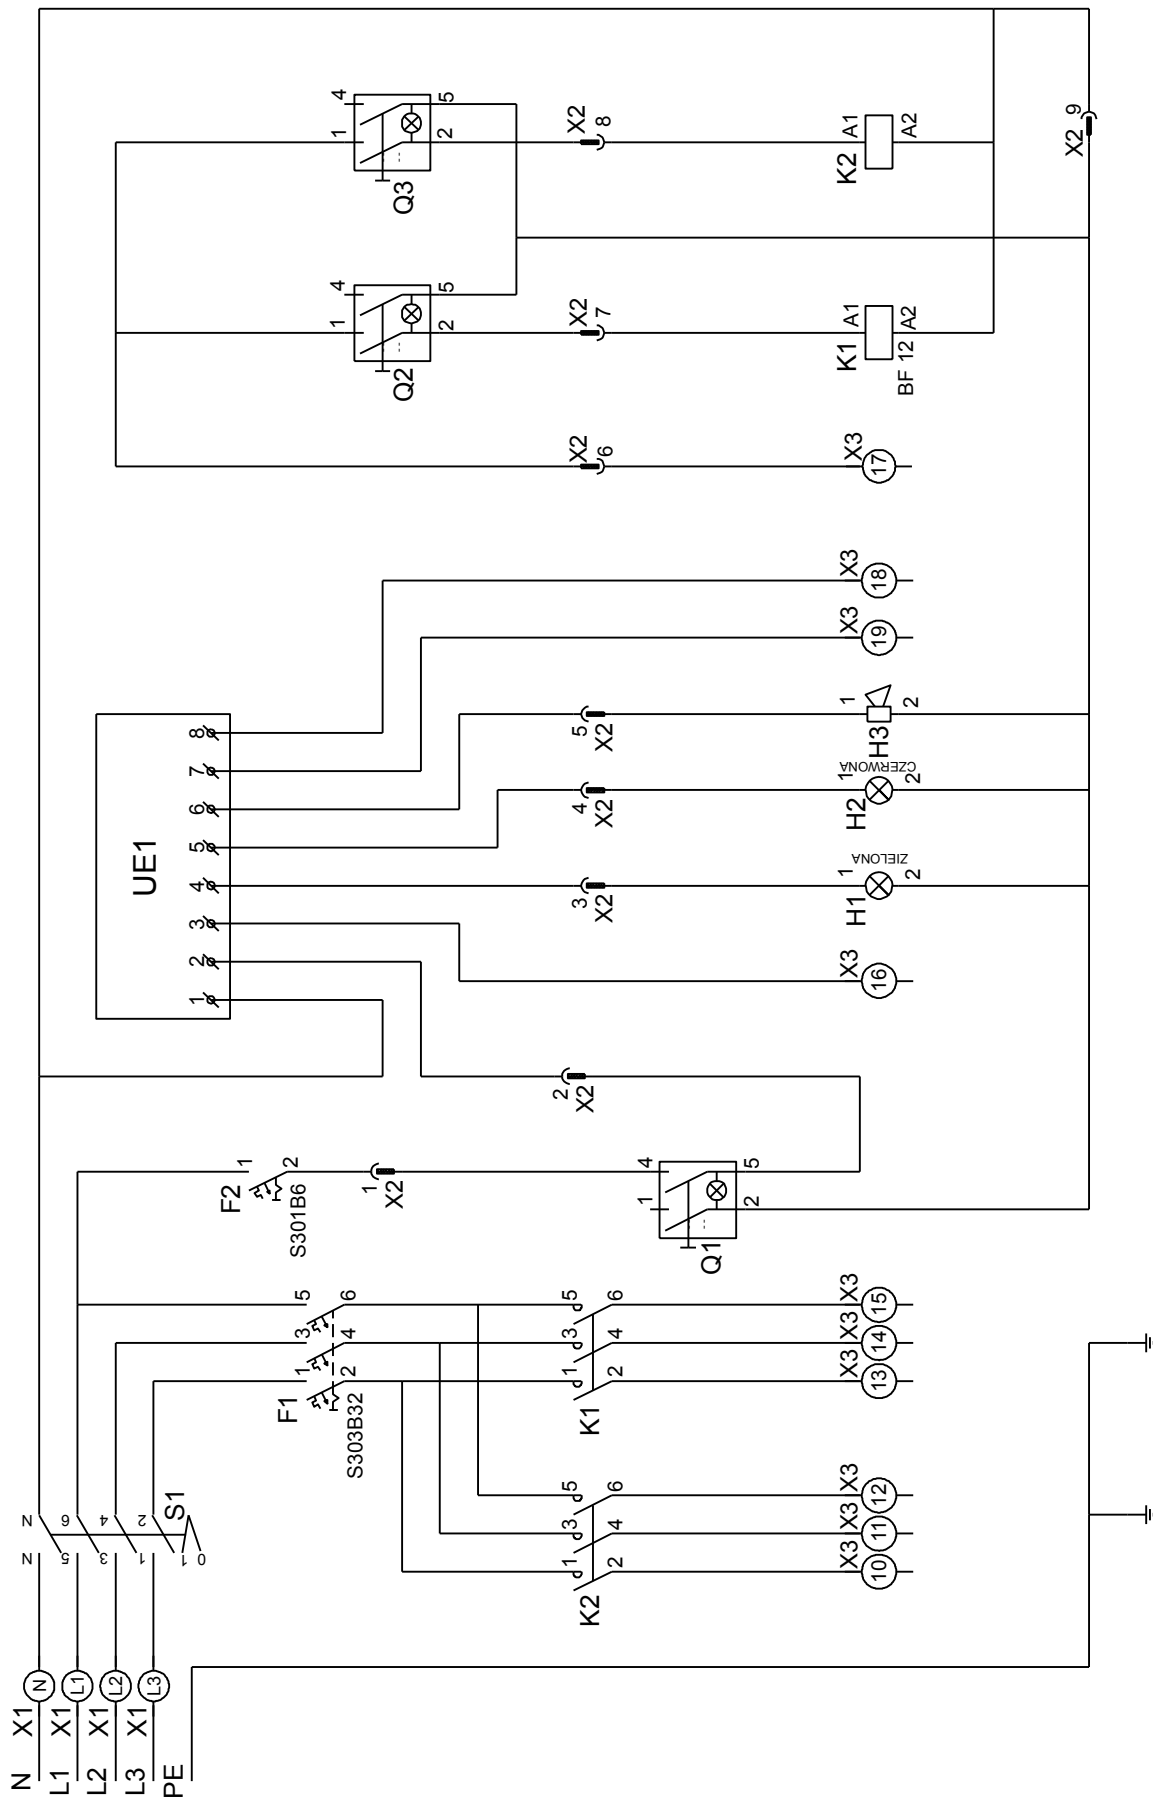 N X1 N
L1 X1 L1
L2 X1 L2
L3 X1 L3
PE
N 5 3 1
N 6 4 2
S1
1 0
F1
1 3 5
2 4 6
S303B32
F2
1
2
S301B6
1
X2
K2
1 3 5
2 4 6
K1
1 3 5
2 4 6
X3 10
X3 11
X3 12
X3 13
X3 14
X3 15
Q1
1 4
2 5
2
X2
UE1
1 2 3 4 5 6 7 8
X3 16
3
X2
H1
1
2
ZIELONA
4
X2
H2
1
2
CZERWONA
5
X2
H3
1
2
X3 19
X3 18
X2
6
X3 17
Q2
1 4
2 5
X2
7
K1
A1
A2
BF 12
Q3
1 4
2 5
X2
8
K2
A1
A2
X2 9